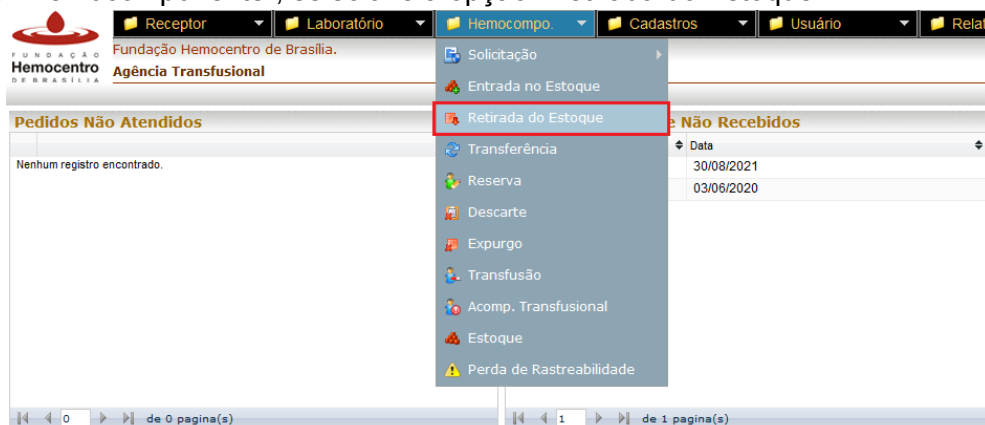 Receptor Laboratório Hemocompo. Cadastros Usuário Relat
FUNDAÇÃO
Hemocentro
DE BRASÍLIA
Fundação Hemocentro de Brasília.
Agência Transfusional
Solicitação
Entrada no Estoque
Retirada do Estoque
Transferência
Reserva
Descarte
Expurgo
Transfusão
Acomp. Transfusional
Estoque
Perda de Rastreabilidade
Pedidos Não Atendidos
Nenhum registro encontrado.
0 de 0 pagina(s)
e Não Recebidos
Data
30/08/2021
03/06/2020
1 de 1 pagina(s)